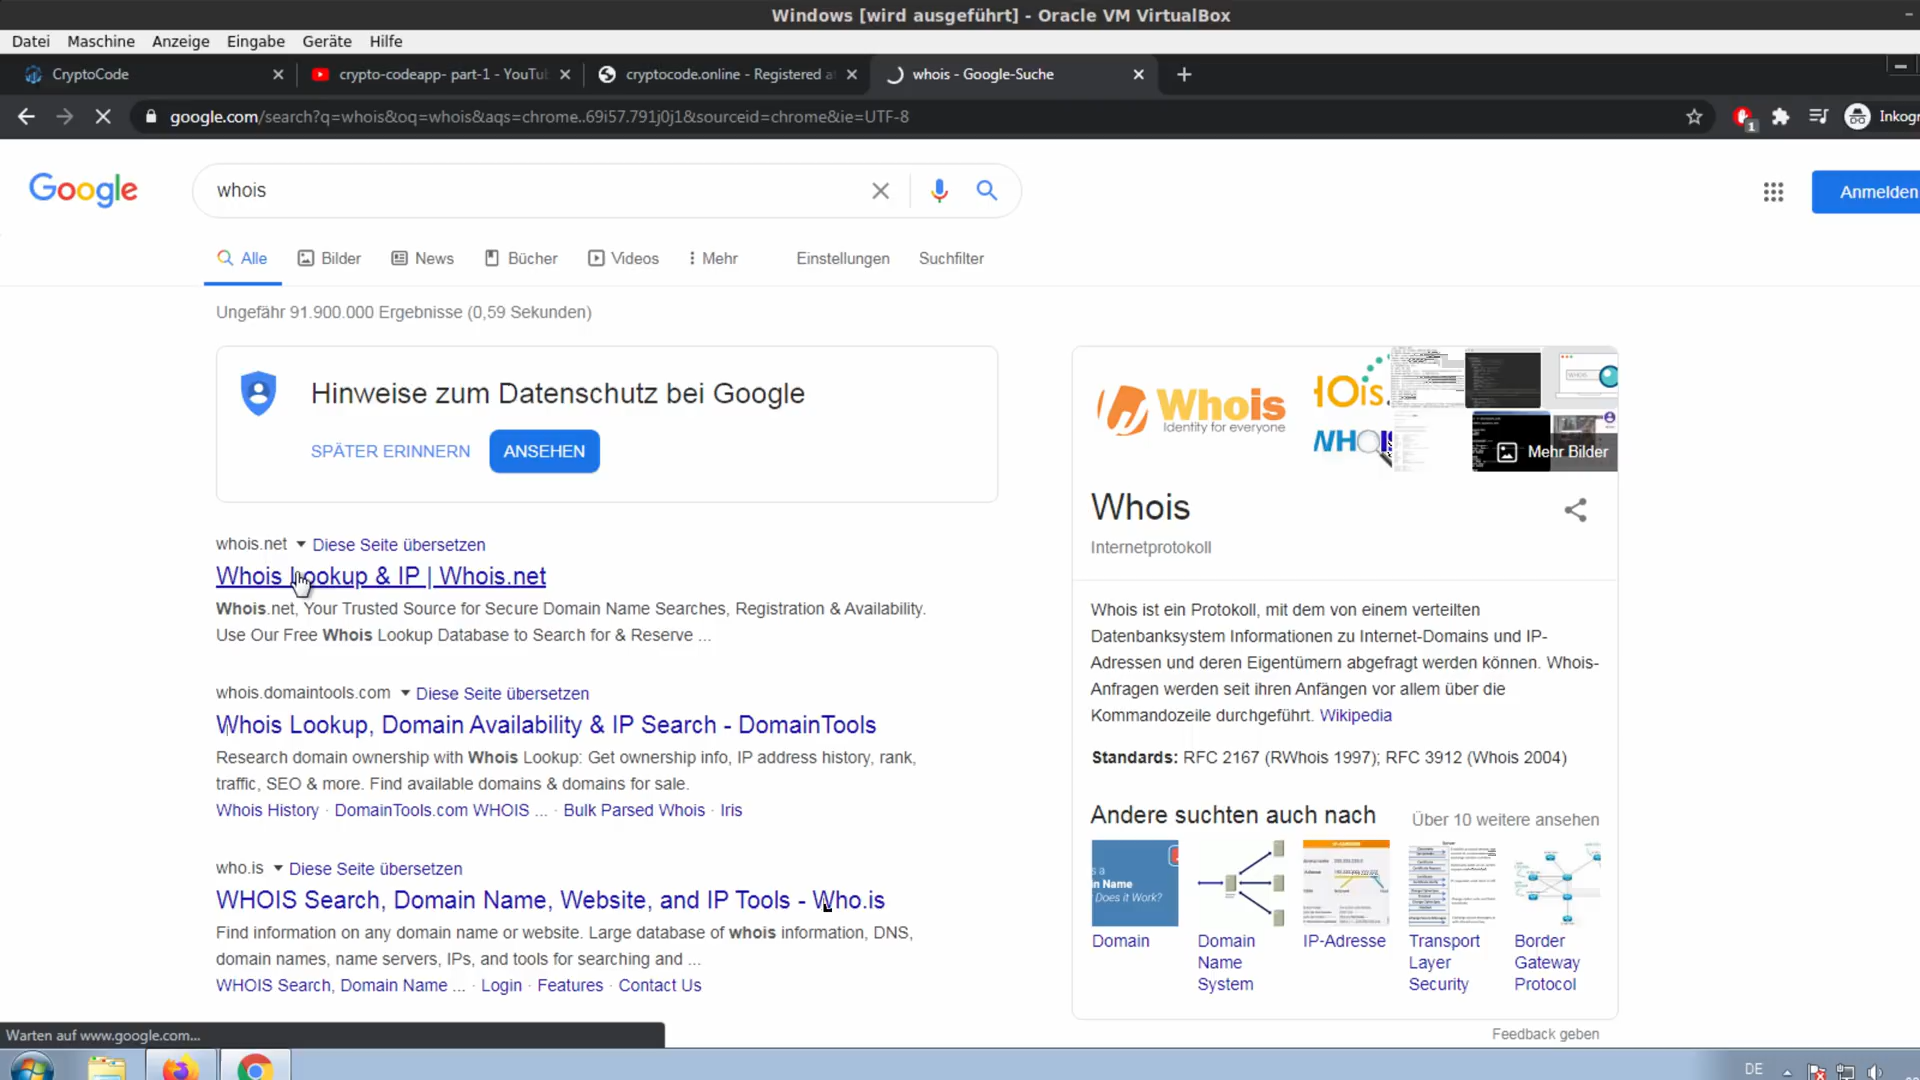 Windows [wird ausgeführt] - Oracle VM VirtualBox
Datei Maschine Anzeige Eingabe Geräte Hilfe
CryptoCode
crypto-codeapp- part-1 - YouTu
cryptocode.online - Registered a
whois - Google-Suche
google.com/search?q=whois&oq=whois&aqs=chrome..69i57.791j0j1&sourceid=chrome&ie=UTF-8
1
Inkogn
Google
whois
Anmelden
Alle Bilder News Bücher Videos Mehr Einstellungen Suchfilter
Ungefähr 91.900.000 Ergebnisse (0,59 Sekunden)
Hinweise zum Datenschutz bei Google
SPÄTER ERINNERN ANSEHEN
whois.net Diese Seite übersetzen
Whois Lookup & IP | Whois.net
Whois.net, Your Trusted Source for Secure Domain Name Searches, Registration & Availability.
Use Our Free Whois Lookup Database to Search for & Reserve ...
whois.domaintools.com Diese Seite übersetzen
Whois Lookup, Domain Availability & IP Search - DomainTools
Research domain ownership with Whois Lookup: Get ownership info, IP address history, rank,
traffic, SEO & more. Find available domains & domains for sale.
Whois History · DomainTools.com WHOIS ... · Bulk Parsed Whois · Iris
who.is Diese Seite übersetzen
WHOIS Search, Domain Name, Website, and IP Tools - Who.is
Find information on any domain name or website. Large database of whois information, DNS,
domain names, name servers, IPs, and tools for searching and ...
WHOIS Search, Domain Name ... · Login · Features · Contact Us
Whois
Identity for everyone
HOis.
WHOIS
WHOIS
Mehr Bilder
Whois
Internetprotokoll
Whois ist ein Protokoll, mit dem von einem verteilten
Datenbanksystem Informationen zu Internet-Domains und IP-
Adressen und deren Eigentümern abgefragt werden können. Whois-
Anfragen werden seit ihren Anfängen vor allem über die
Kommandozeile durchgeführt. Wikipedia
Standards: RFC 2167 (RWhois 1997); RFC 3912 (Whois 2004)
Andere suchten auch nach Über 10 weitere ansehen
s a
n Name
Does it Work?
IP-ADRESSE
Domain
Domain
Name
System
IP-Adresse
Transport
Layer
Security
Border
Gateway
Protocol
Feedback geben
Warten auf www.google.com...
DE